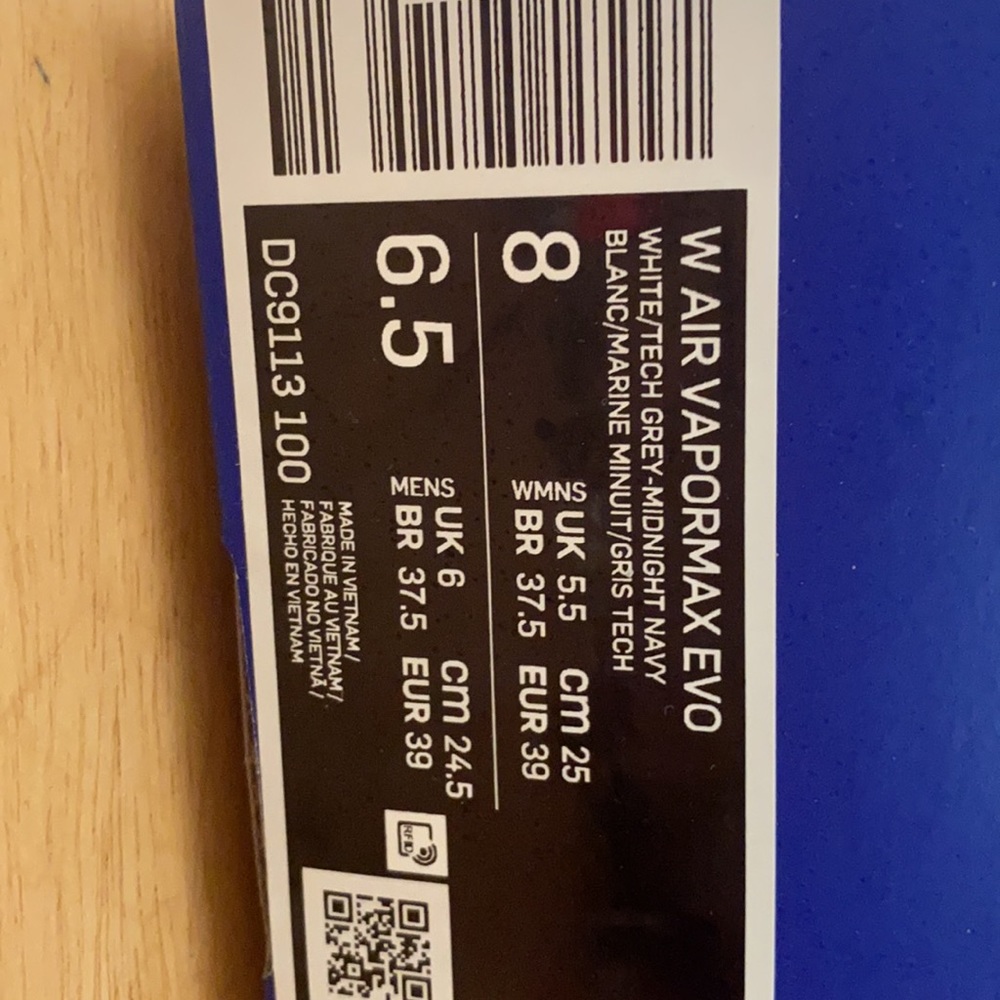 W AIR VAPORMAX EVO
WHITE/TECH GREY-MIDNIGHT NAVY
BLANC/MARINE MINUIT/GRIS TECH
8
WMNS
UK 5.5 cm 25
BR 37.5 EUR 39
6.5
MENS
UK 6 cm 24.5
BR 37.5 EUR 39
DC9113 100
MADE IN VIETNAM/
FABRIQUE AU VIETNAM/
FABRICADO NO VIETNÃ/
HECHO EN VIETNAM
RFID